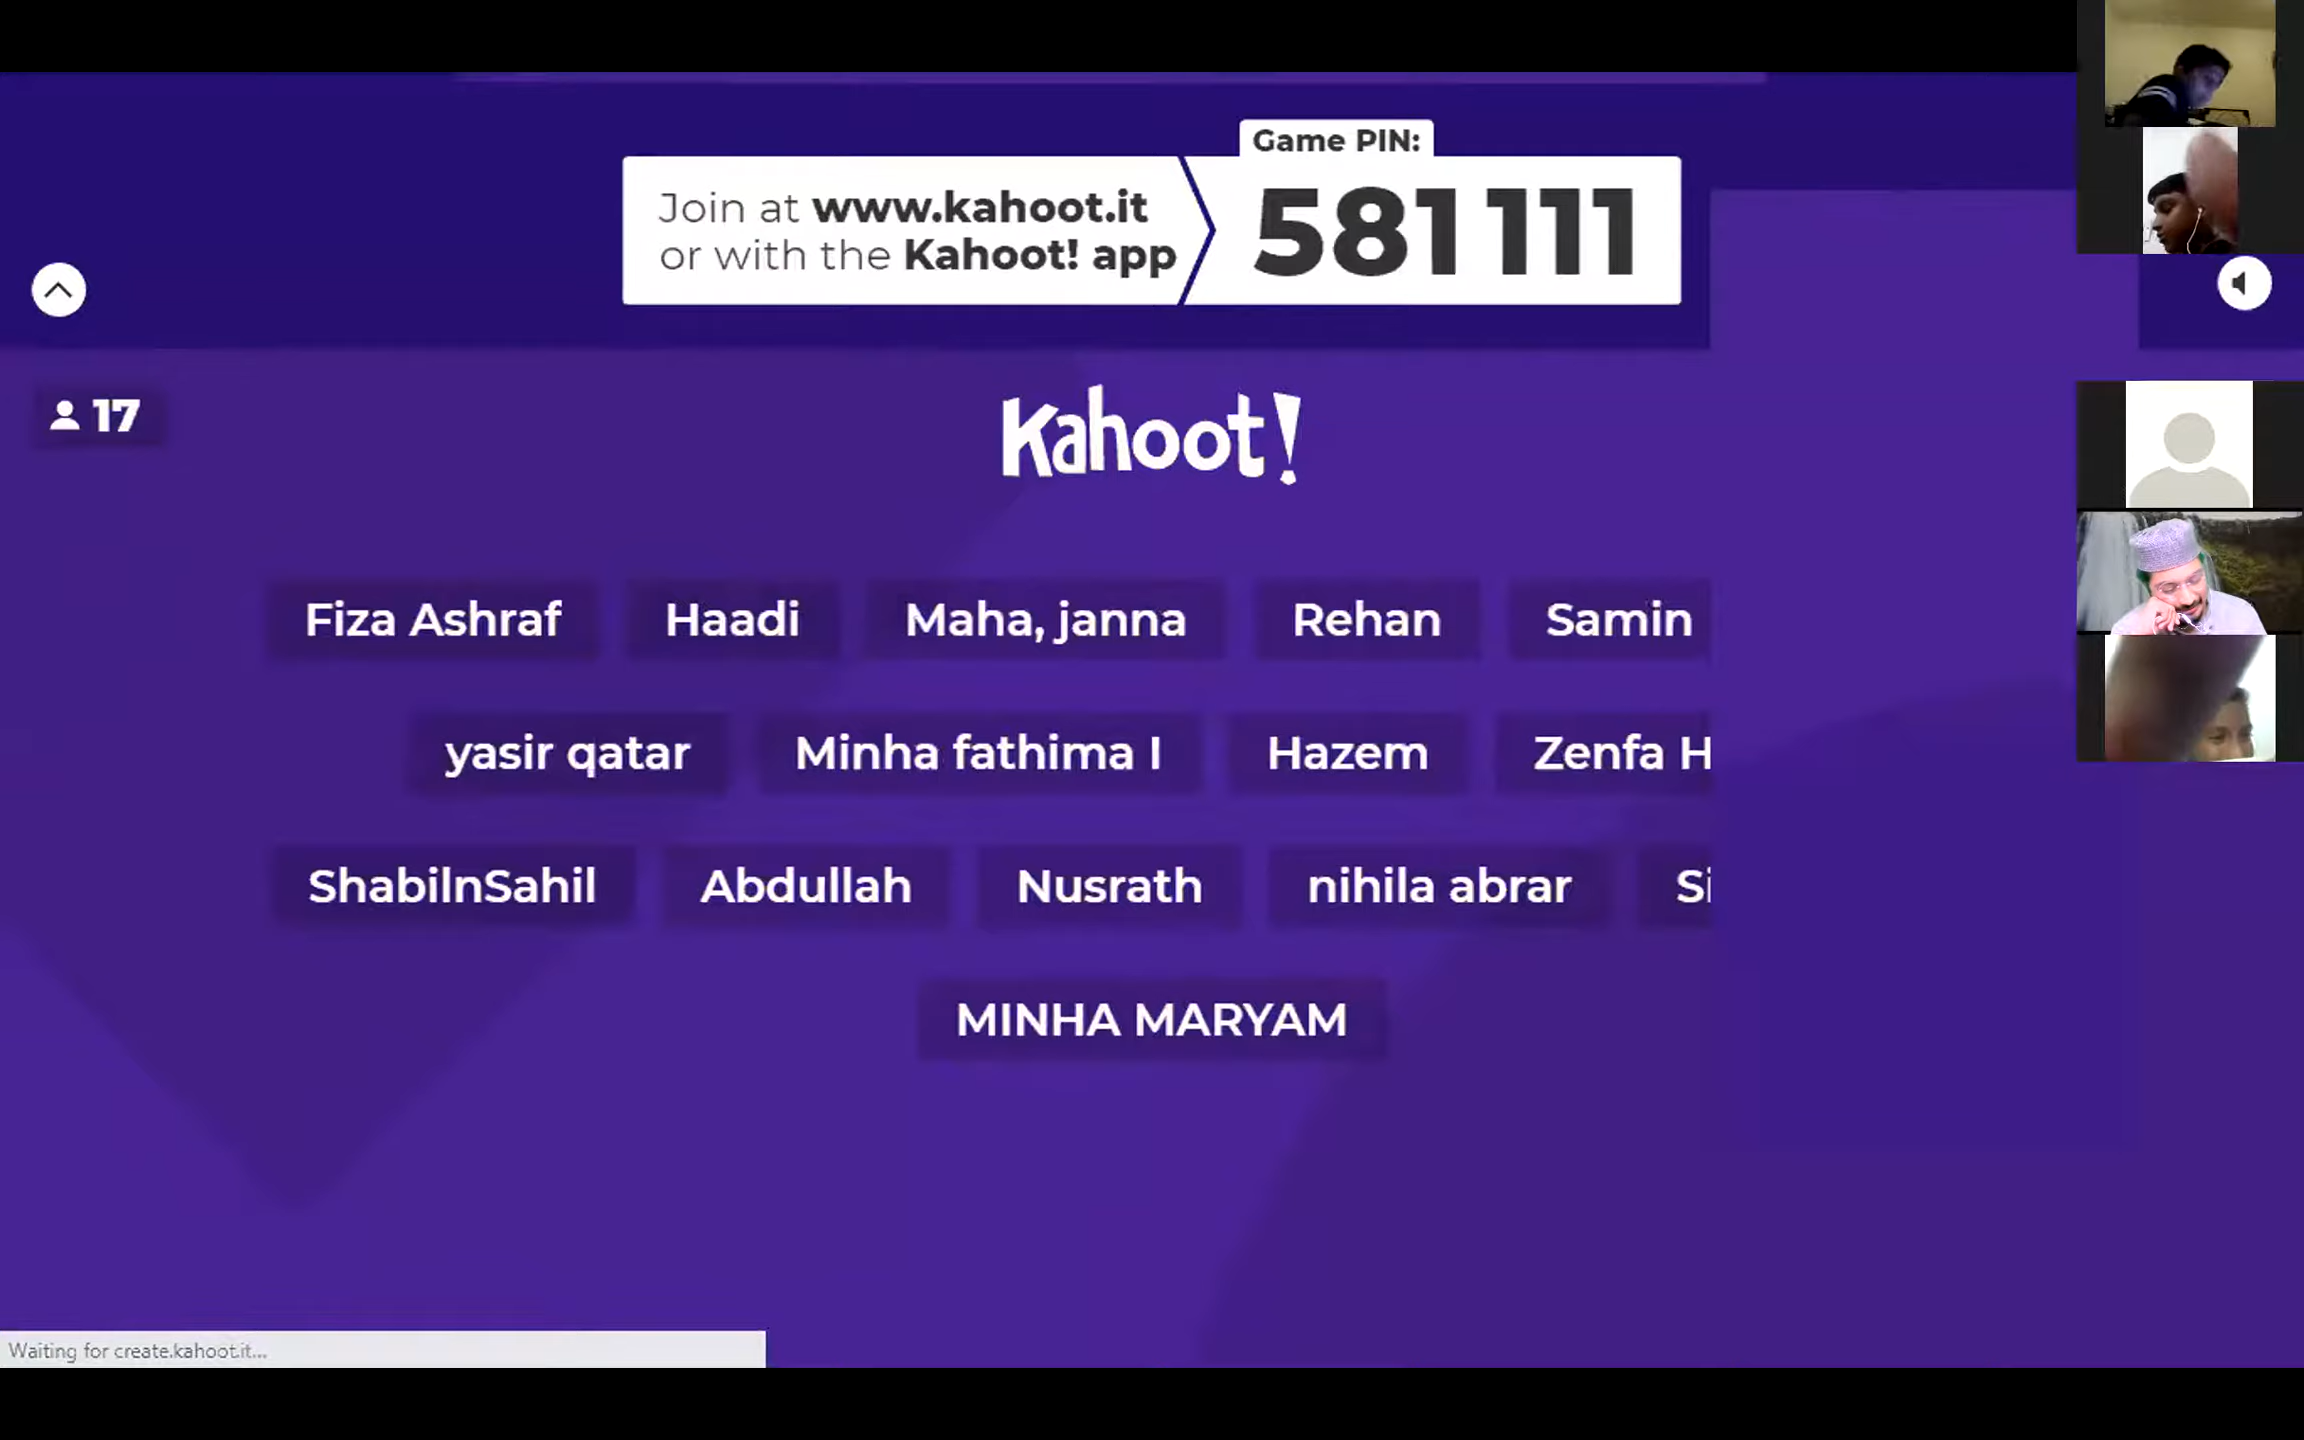 Game PIN:
Join at www.kahoot.it
or with the Kahoot! app
581 111
17
Kahoot!
Fiza Ashraf Haadi Maha, janna Rehan Samin
yasir qatar Minha fathima I Hazem Zenfa H
ShabilnSahil Abdullah Nusrath nihila abrar Si
MINHA MARYAM
Waiting for create.kahoot.it...